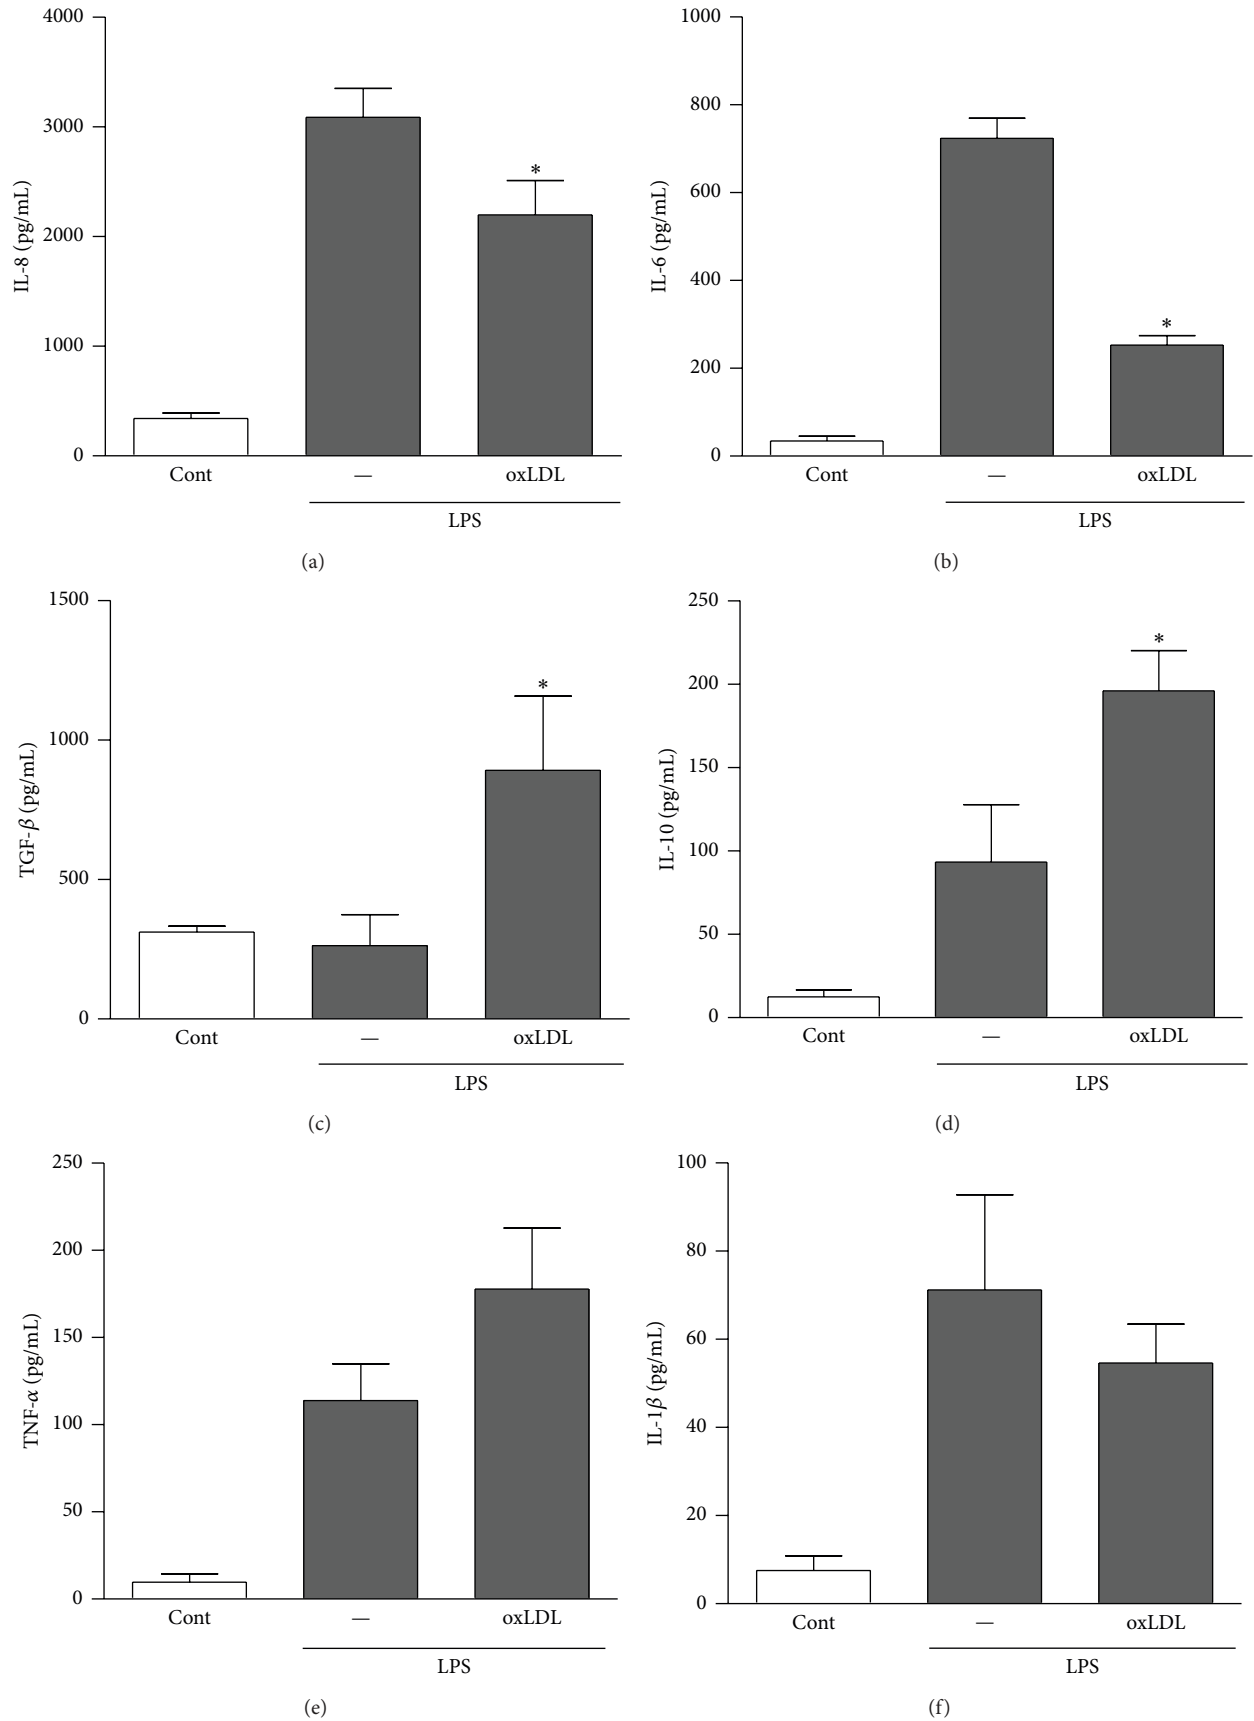 4000
3000
2000
1000
0
IL-8 (pg/mL)
*
Cont
—
oxLDL
LPS
(a)
1000
800
600
400
200
0
IL-6 (pg/mL)
*
Cont
—
oxLDL
LPS
(b)
1500
1000
500
0
TGF-β (pg/mL)
*
Cont
—
oxLDL
LPS
(c)
250
200
150
100
50
0
IL-10 (pg/mL)
*
Cont
—
oxLDL
LPS
(d)
250
200
150
100
50
0
TNF-α (pg/mL)
Cont
—
oxLDL
LPS
(e)
100
80
60
40
20
0
IL-1β (pg/mL)
Cont
—
oxLDL
LPS
(f)